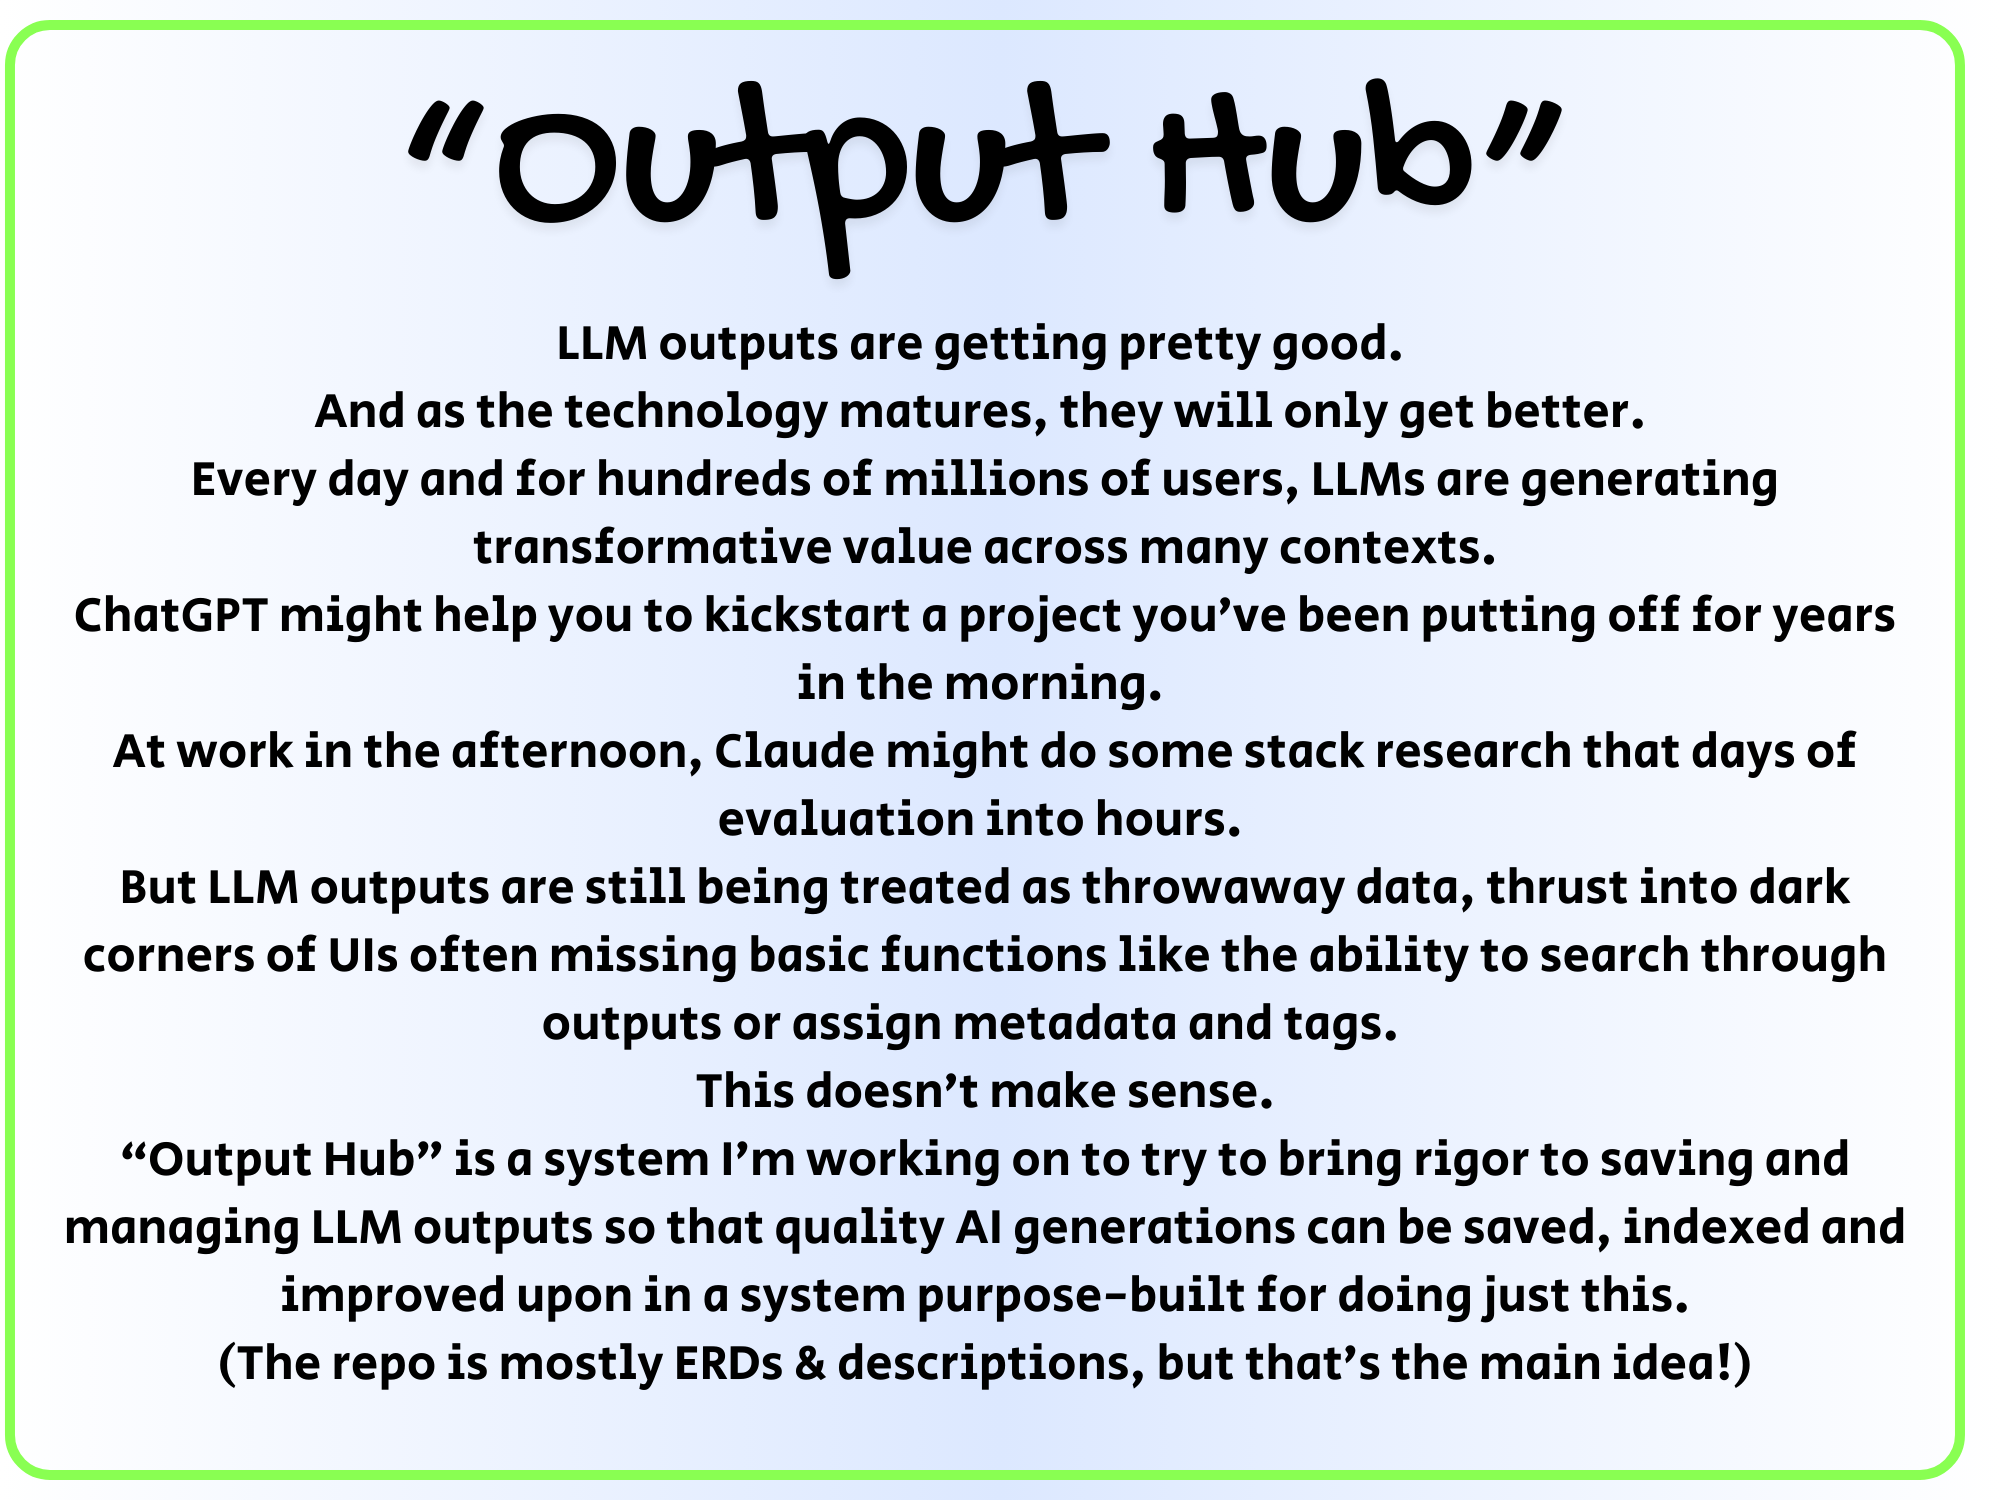 “Output Hub”
LLM outputs are getting pretty good.
And as the technology matures, they will only get better.
Every day and for hundreds of millions of users, LLMs are generating
transformative value across many contexts.
ChatGPT might help you to kickstart a project you’ve been putting off for years
in the morning.
At work in the afternoon, Claude might do some stack research that days of
evaluation into hours.
But LLM outputs are still being treated as throwaway data, thrust into dark
corners of UIs often missing basic functions like the ability to search through
outputs or assign metadata and tags.
This doesn’t make sense.
“Output Hub” is a system I’m working on to try to bring rigor to saving and
managing LLM outputs so that quality AI generations can be saved, indexed and
improved upon in a system purpose-built for doing just this.
(The repo is mostly ERDs & descriptions, but that’s the main idea!)